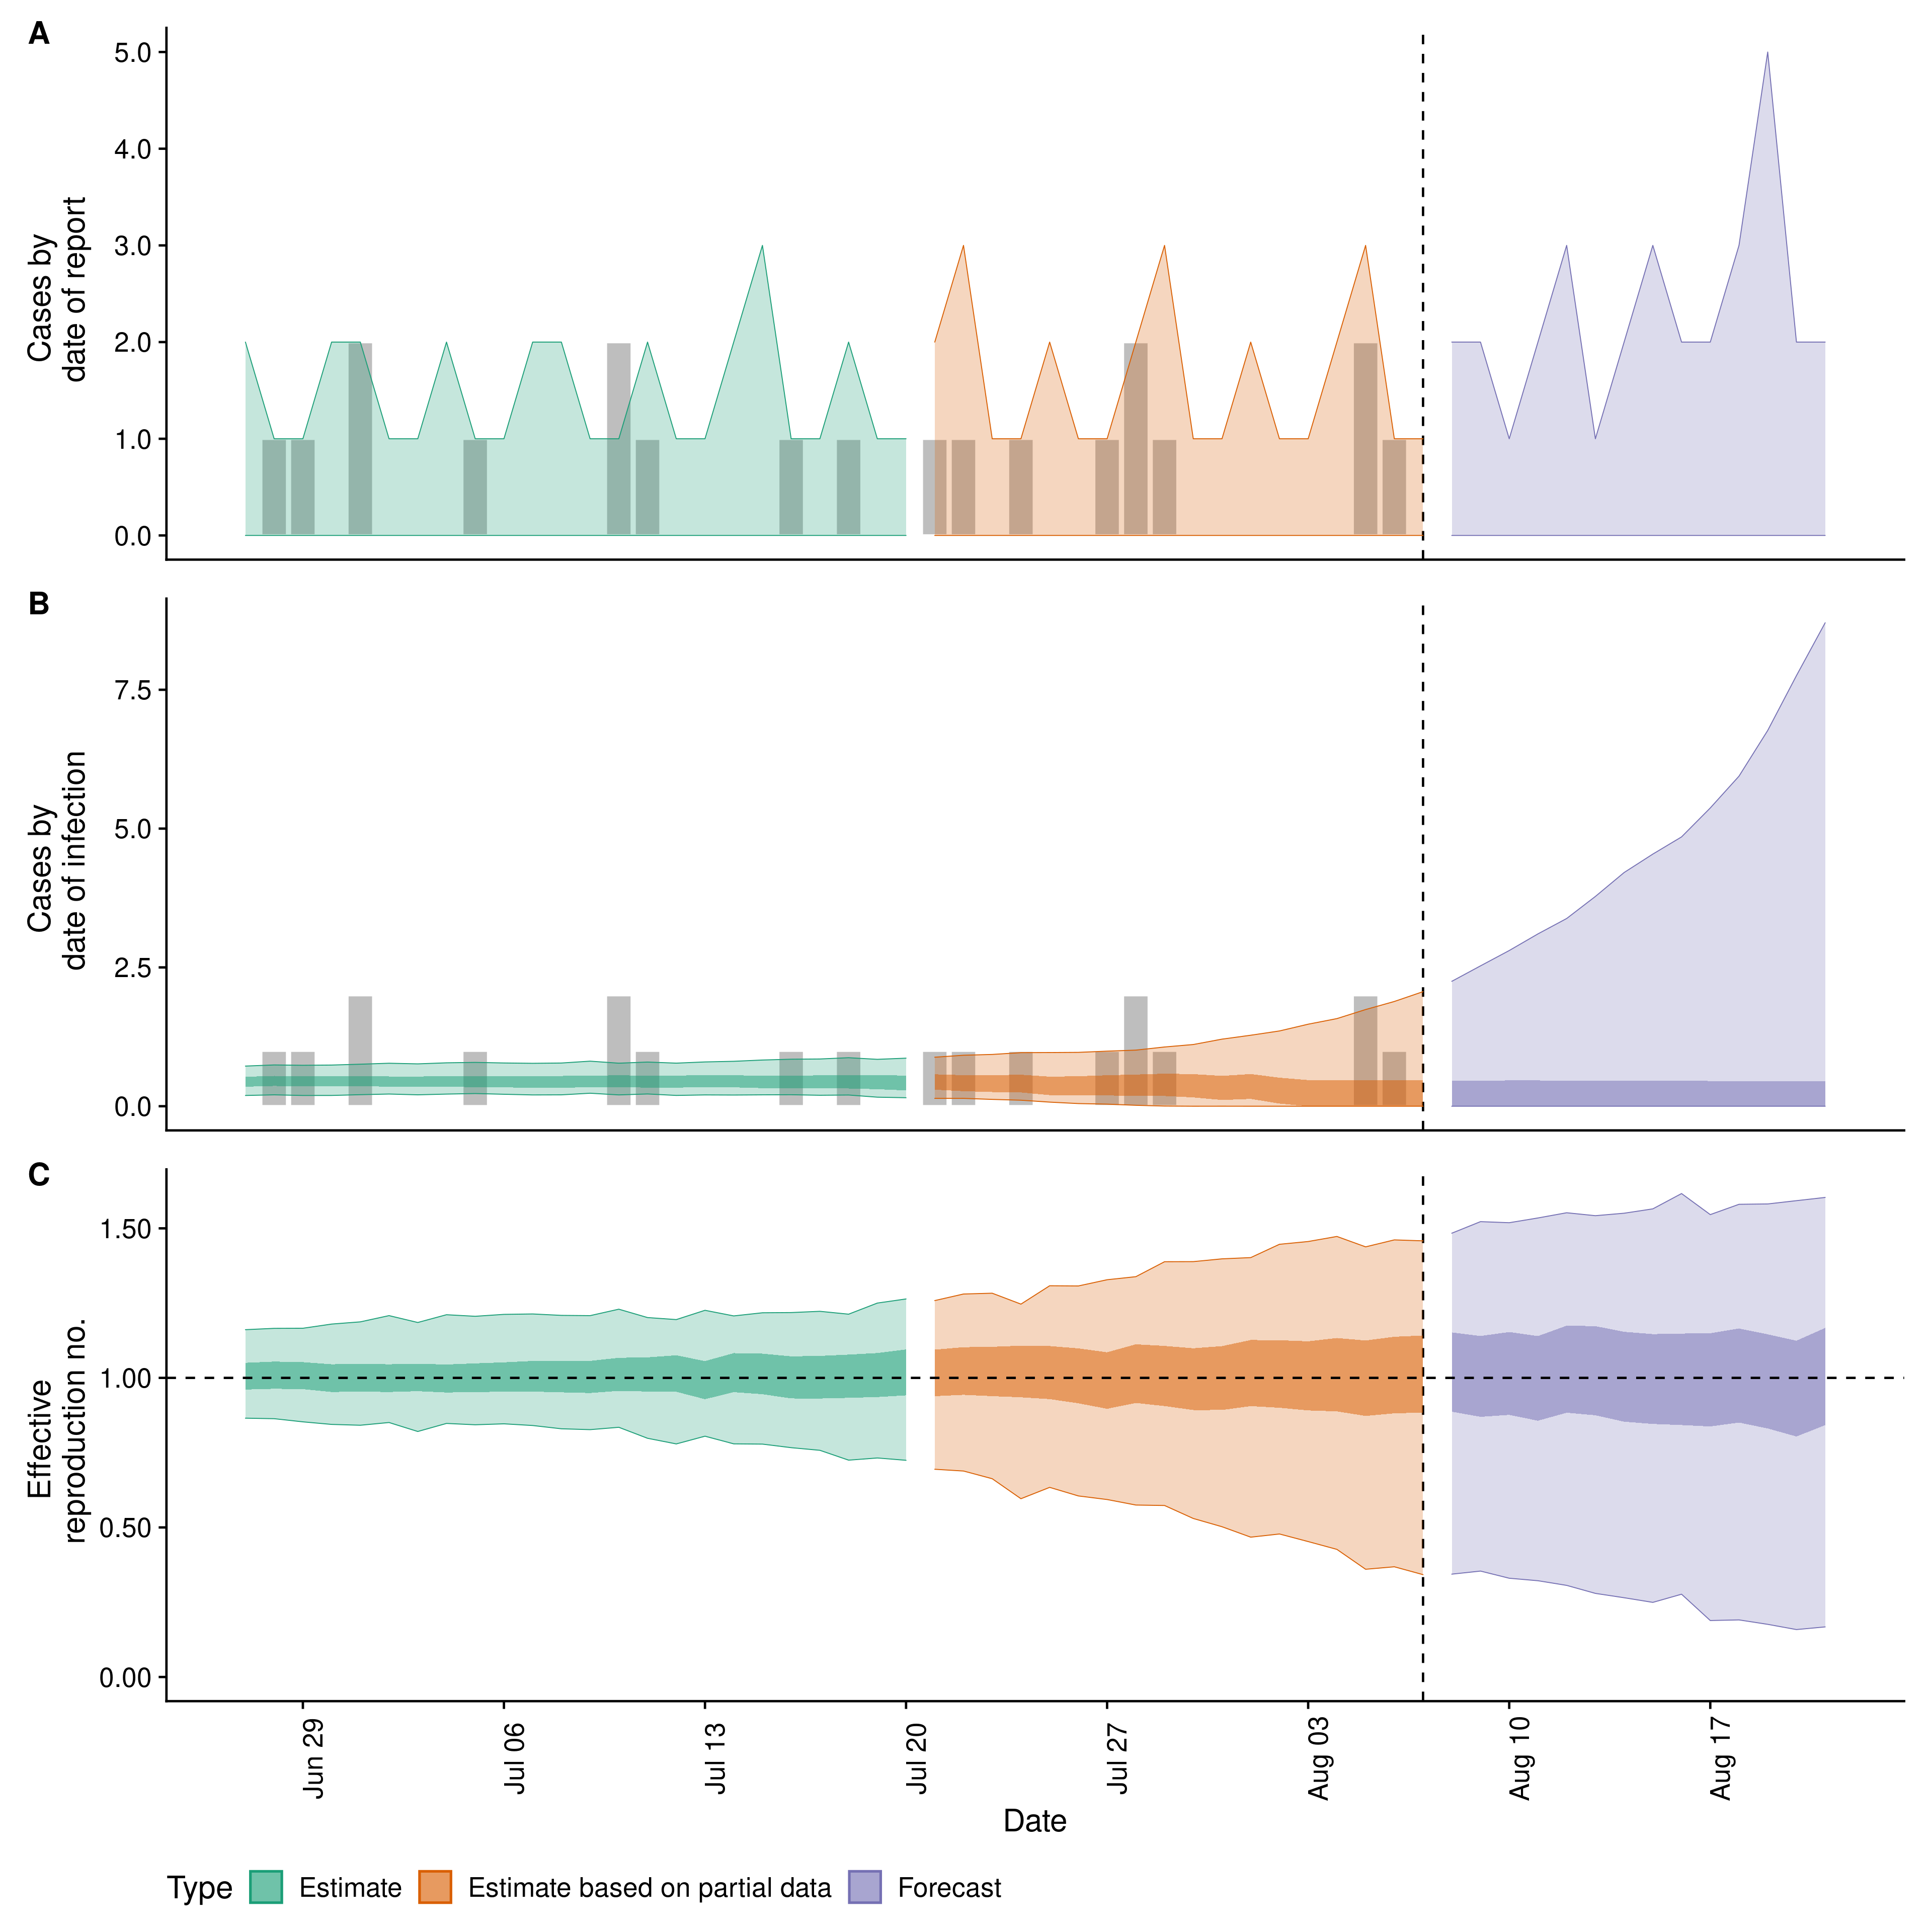 A
Cases by
date of report
5.0
4.0
3.0
2.0
1.0
0.0
B
Cases by
date of infection
7.5
5.0
2.5
0.0
C
Effective
reproduction no.
1.50
1.00
0.50
0.00
Jun 29
Jul 06
Jul 13
Jul 20
Jul 27
Aug 03
Aug 10
Aug 17
Date
Type Estimate Estimate based on partial data Forecast